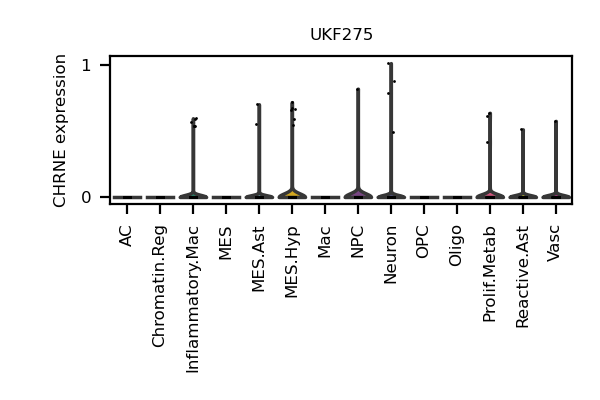 UKF275
CHRNE expression
1
0
AC
Chromatin.Reg
Inflammatory.Mac
MES
MES.Ast
MES.Hyp
Mac
NPC
Neuron
OPC
Oligo
Prolif.Metab
Reactive.Ast
Vasc